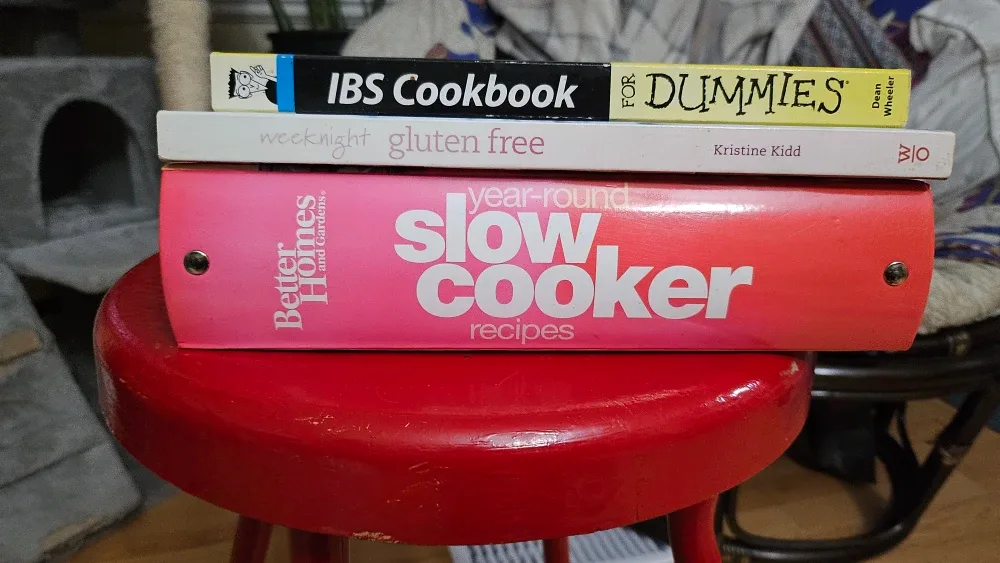 IBS Cookbook FOR DUMMIES® Dean Wheeler
weeknight gluten free Kristine Kidd W|O
Better Homes and Gardens®
year-round
slow
cooker
recipes